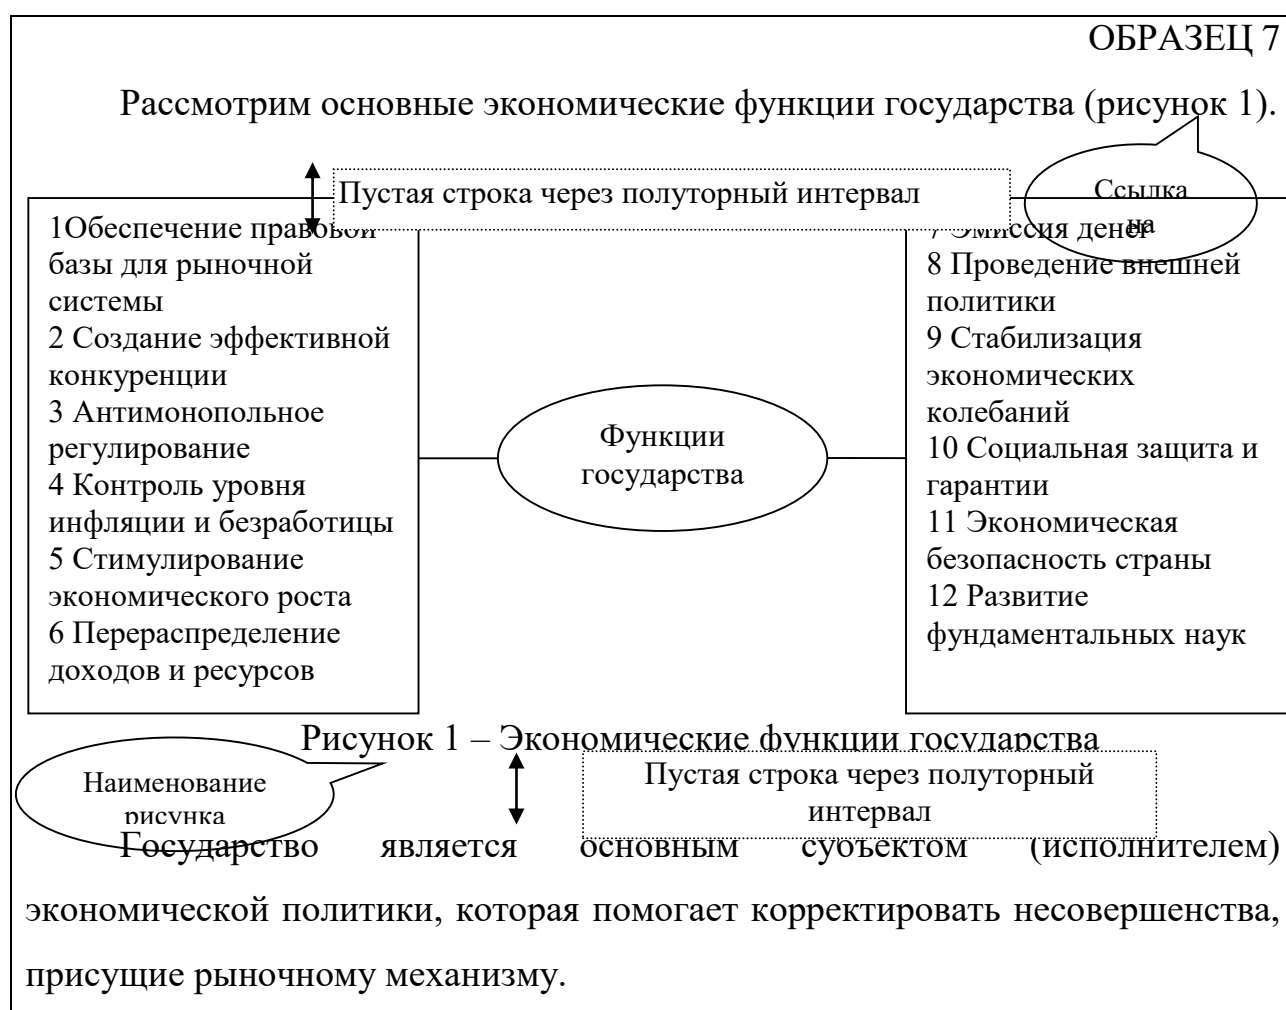 ОБРАЗЕЦ 7
Рассмотрим основные экономические функции государства (рисунок 1).
Пустая строка через полуторный интервал
Ссылка
на
1Обеспечение правовой
базы для рыночной
системы
2 Создание эффективной
конкуренции
3 Антимонопольное
регулирование
4 Контроль уровня
инфляции и безработицы
5 Стимулирование
экономического роста
6 Перераспределение
доходов и ресурсов
Функции
государства
7 Эмиссия денег
8 Проведение внешней
политики
9 Стабилизация
экономических
колебаний
10 Социальная защита и
гарантии
11 Экономическая
безопасность страны
12 Развитие
фундаментальных наук
Рисунок 1 – Экономические функции государства
Наименование
рисунка
Пустая строка через полуторный
интервал
Государство является основным субъектом (исполнителем)
экономической политики, которая помогает корректировать несовершенства,
присущие рыночному механизму.